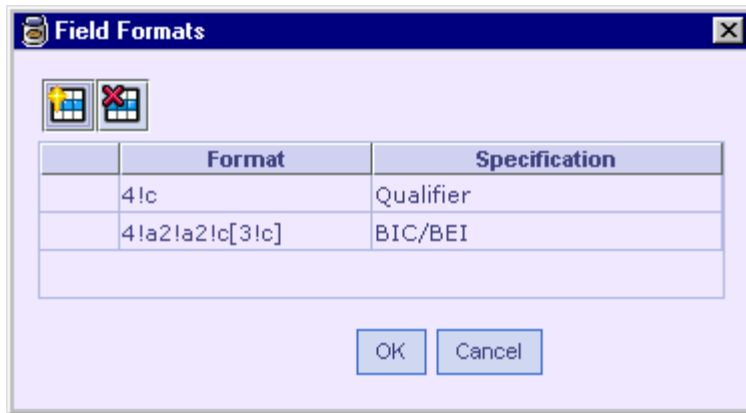 Field Formats
Format Specification
4!c Qualifier
4!a2!a2!c[3!c] BIC/BEI
OK Cancel